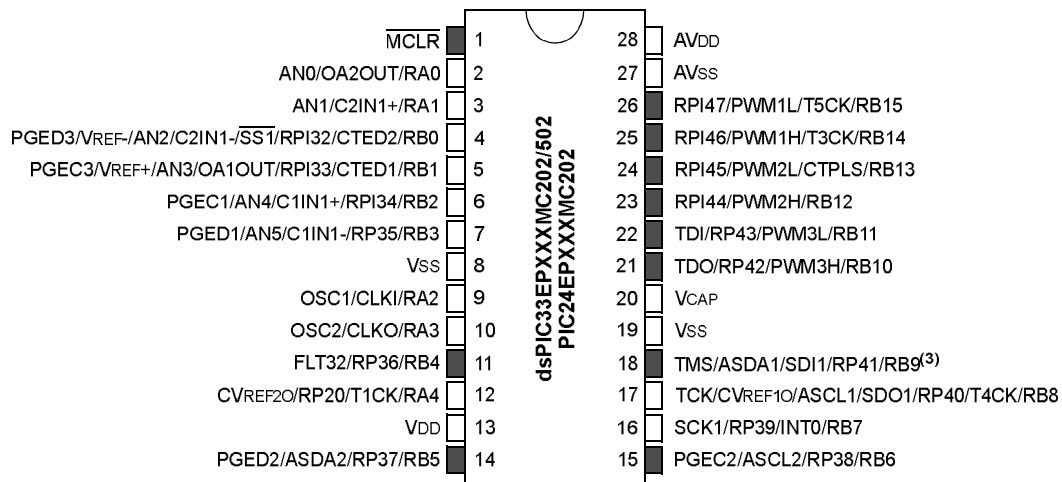 MCLR 1 28 AVDD
AN0/OA2OUT/RA0 2 27 AVSS
AN1/C2IN1+/RA1 3 26 RPI47/PWM1L/T5CK/RB15
PGED3/VREF-/AN2/C2IN1-/SS1/RPI32/CTED2/RB0 4 25 RPI46/PWM1H/T3CK/RB14
PGEC3/VREF+/AN3/OA1OUT/RPI33/CTED1/RB1 5 24 RPI45/PWM2L/CTPLS/RB13
PGEC1/AN4/C1IN1+/RPI34/RB2 6 23 RPI44/PWM2H/RB12
PGED1/AN5/C1IN1-/RP35/RB3 7 22 TDI/RP43/PWM3L/RB11
VSS 8 21 TDO/RP42/PWM3H/RB10
OSC1/CLKI/RA2 9 20 VCAP
OSC2/CLKO/RA3 10 19 VSS
FLT32/RP36/RB4 11 18 TMS/ASDA1/SDI1/RP41/RB9(3)
CVREF2O/RP20/T1CK/RA4 12 17 TCK/CVREF1O/ASCL1/SDO1/RP40/T4CK/RB8
VDD 13 16 SCK1/RP39/INT0/RB7
PGED2/ASDA2/RP37/RB5 14 15 PGEC2/ASCL2/RP38/RB6
dsPIC33EPXXXMC202/502
PIC24EPXXXMC202